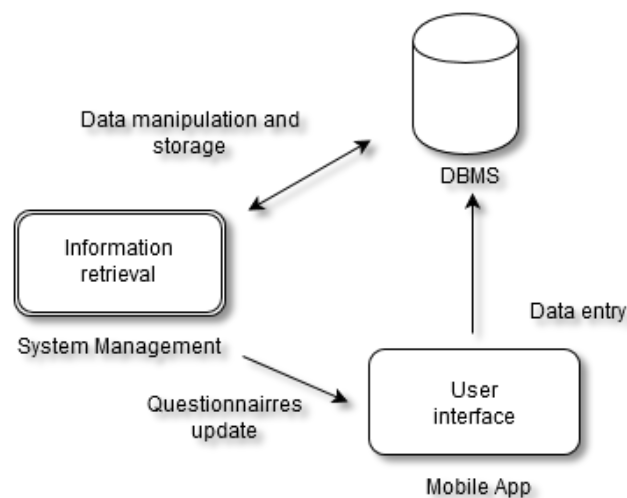 Data manipulation and
storage
DBMS
Information
retrieval
System Management
Data entry
Questionnairres
update
User
interface
Mobile App